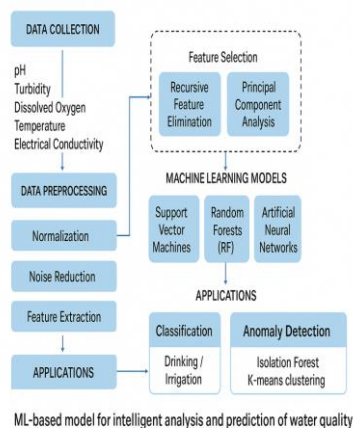 DATA COLLECTION
pH
Turbidity
Dissolved Oxygen
Temperature
Electrical Conductivity
DATA PREPROCESSING
Normalization
Noise Reduction
Feature Extraction
APPLICATIONS
Feature Selection
Recursive
Feature
Elimination
Principal
Component
Analysis
MACHINE LEARNING MODELS
Support
Vector
Machines
Random
Forests
(RF)
Artificial
Neural
Networks
APPLICATIONS
Classification
Drinking /
Irrigation
Anomaly Detection
Isolation Forest
K-means clustering
ML-based model for intelligent analysis and prediction of water quality